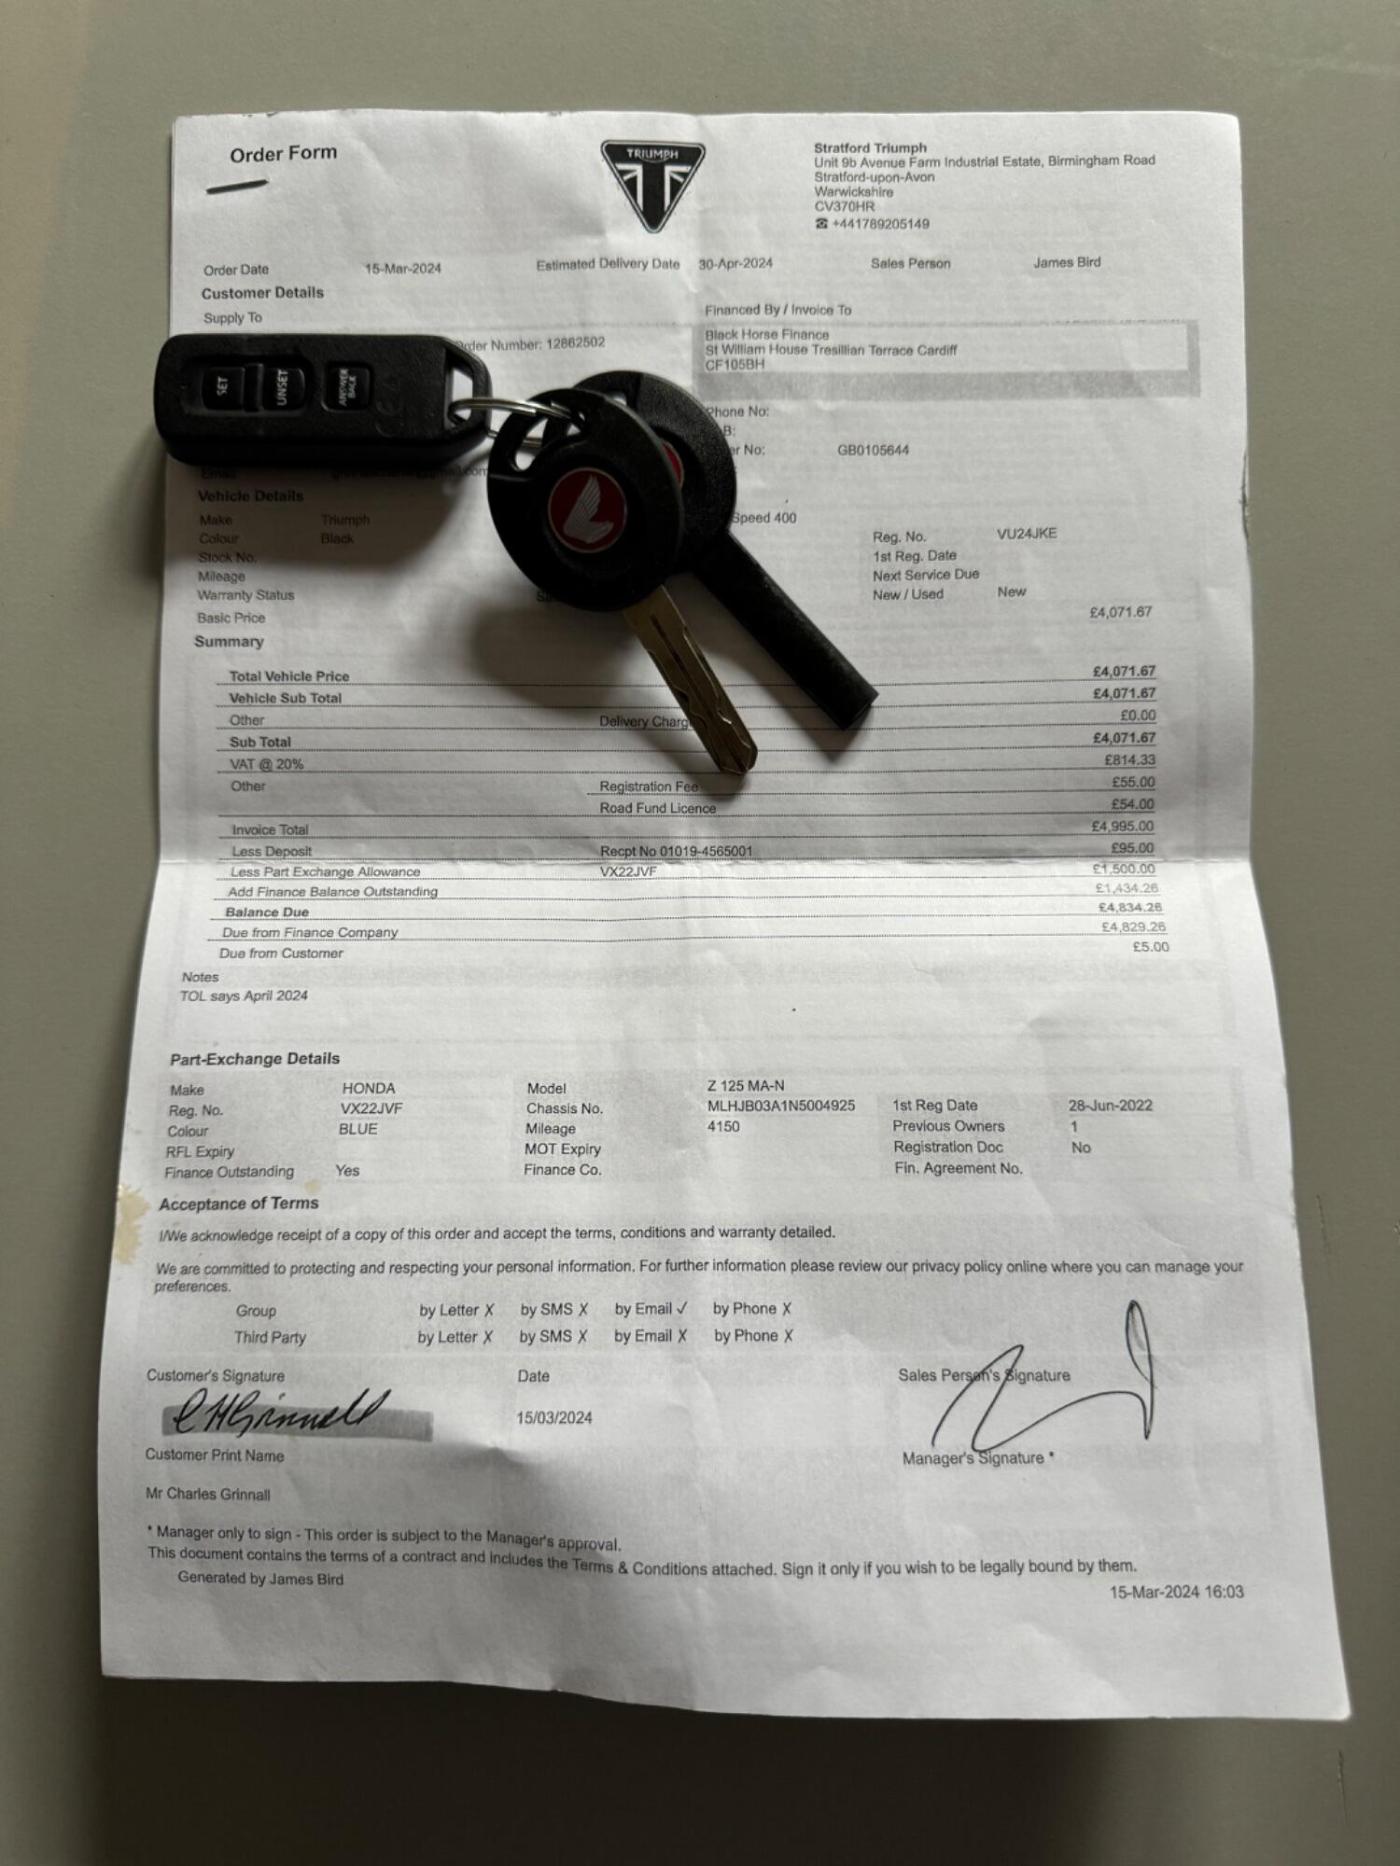 Order Form
TRIUMPH
Stratford Triumph
Unit 9b Avenue Farm Industrial Estate, Birmingham Road
Stratford-upon-Avon
Warwickshire
CV370HR
☎ +441789205149
Order Date 15-Mar-2024 Estimated Delivery Date 30-Apr-2024 Sales Person James Bird
Customer Details
Supply To Financed By / Invoice To
Order Number: 12862502
Black Horse Finance
St William House Tresillian Terrace Cardiff
CF105BH
SET UNSET ANSWER BACK
Phone No:
B:
No: GB0105644
Email
Vehicle Details
Make Triumph Speed 400
Colour Black Reg. No. VU24JKE
Stock No. 1st Reg. Date
Mileage Next Service Due
Warranty Status New / Used New
Basic Price £4,071.67
Summary
Total Vehicle Price £4,071.67
Vehicle Sub Total £4,071.67
Other Delivery Charg £0.00
Sub Total £4,071.67
VAT @ 20% £814.33
Other Registration Fee £55.00
Road Fund Licence £54.00
Invoice Total £4,995.00
Less Deposit Recpt No 01019-4565001 £95.00
Less Part Exchange Allowance VX22JVF £1,500.00
Add Finance Balance Outstanding £1,434.26
Balance Due £4,834.26
Due from Finance Company £4,829.26
Due from Customer £5.00
Notes
TOL says April 2024
Part-Exchange Details
Make HONDA Model Z 125 MA-N
Reg. No. VX22JVF Chassis No. MLHJB03A1N5004925 1st Reg Date 28-Jun-2022
Colour BLUE Mileage 4150 Previous Owners 1
RFL Expiry MOT Expiry Registration Doc No
Finance Outstanding Yes Finance Co. Fin. Agreement No.
Acceptance of Terms
I/We acknowledge receipt of a copy of this order and accept the terms, conditions and warranty detailed.
We are committed to protecting and respecting your personal information. For further information please review our privacy policy online where you can manage your
preferences.
Group by Letter X by SMS X by Email ✓ by Phone X
Third Party by Letter X by SMS X by Email X by Phone X
Customer's Signature Date Sales Person's Signature
C H Grinnall 15/03/2024
Customer Print Name Manager's Signature *
Mr Charles Grinnall
* Manager only to sign - This order is subject to the Manager's approval.
This document contains the terms of a contract and includes the Terms & Conditions attached. Sign it only if you wish to be legally bound by them.
Generated by James Bird
15-Mar-2024 16:03